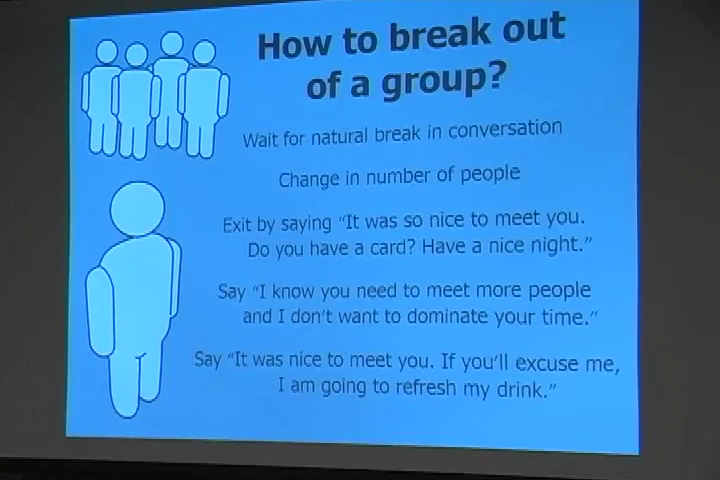 How to break out
of a group?
Wait for natural break in conversation
Change in number of people
Exit by saying “It was so nice to meet you.
Do you have a card? Have a nice night.”
Say “I know you need to meet more people
and I don’t want to dominate your time.”
Say “It was nice to meet you. If you’ll excuse me,
I am going to refresh my drink.”